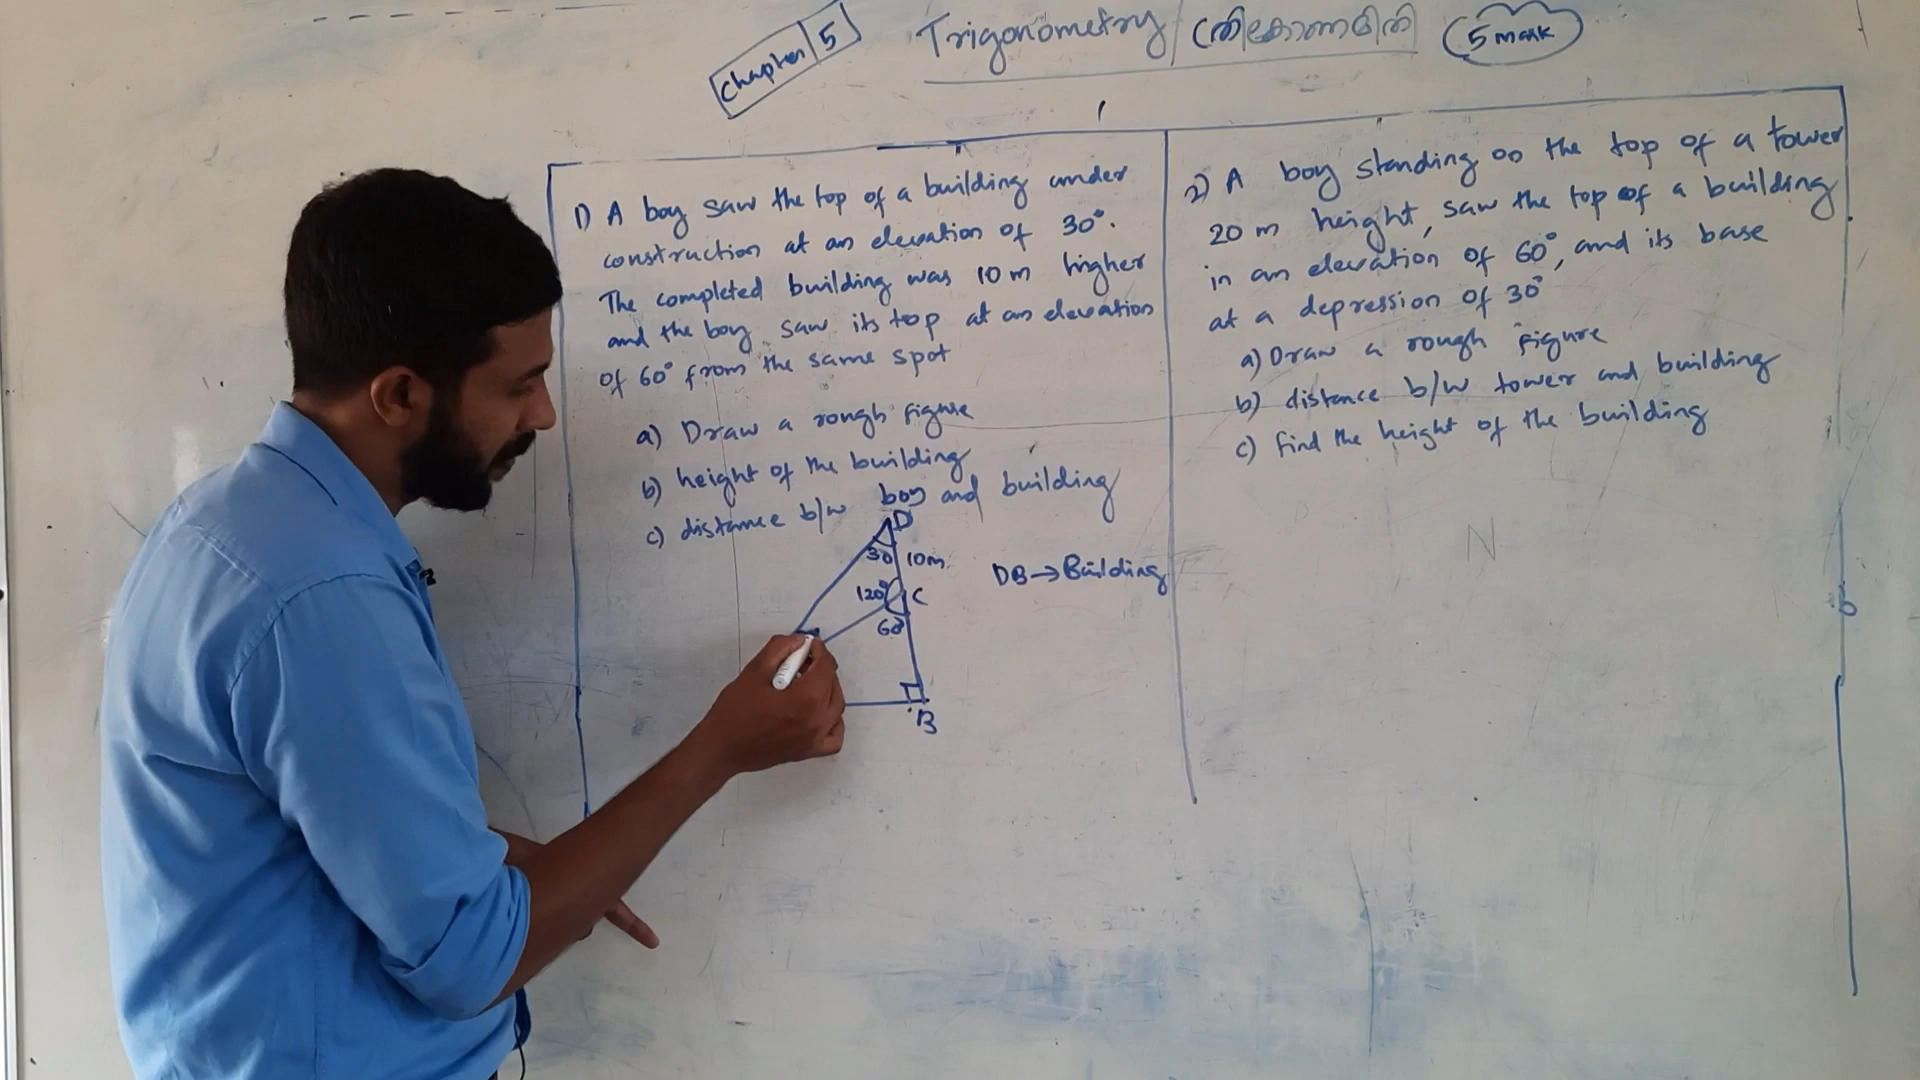 Chapter 5
Trigonometry / ത്രികോണമിതി
5 mark
1) A boy saw the top of a building under
construction at an elevation of 30°.
The completed building was 10 m higher
and the boy saw its top at an elevation
of 60° from the same spot
a) Draw a rough figure
b) height of the building
c) distance b/w boy and building
D
30 10m
120° C
60
B
DB → Building
2) A boy standing on the top of a tower
20 m height, saw the top of a building
in an elevation of 60°, and its base
at a depression of 30°
a) Draw a rough figure
b) distance b/w tower and building
c) find the height of the building
N